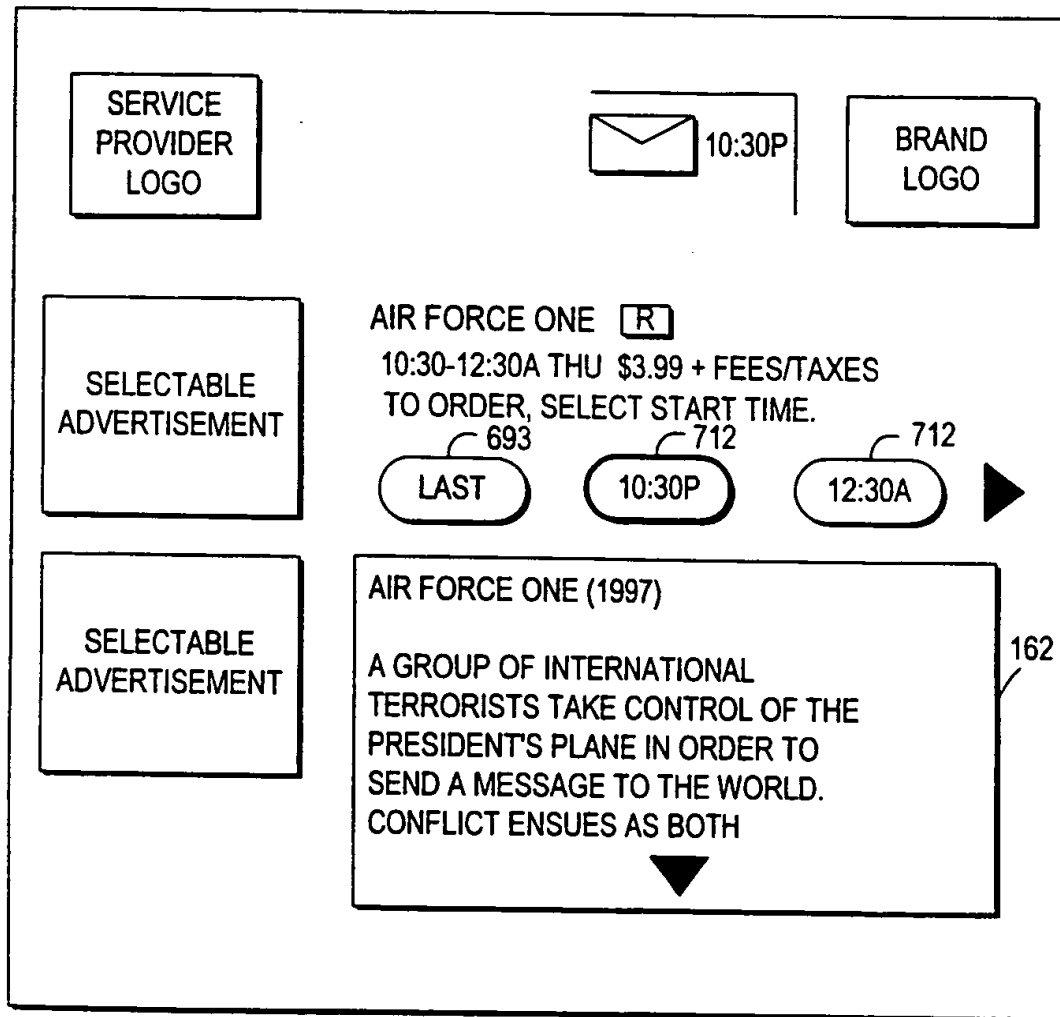 SERVICE
PROVIDER
LOGO
10:30P
BRAND
LOGO
SELECTABLE
ADVERTISEMENT
AIR FORCE ONE R
10:30-12:30A THU $3.99 + FEES/TAXES
TO ORDER, SELECT START TIME.
693 712 712
LAST 10:30P 12:30A
SELECTABLE
ADVERTISEMENT
AIR FORCE ONE (1997)
A GROUP OF INTERNATIONAL
TERRORISTS TAKE CONTROL OF THE
PRESIDENT'S PLANE IN ORDER TO
SEND A MESSAGE TO THE WORLD.
CONFLICT ENSUES AS BOTH
162